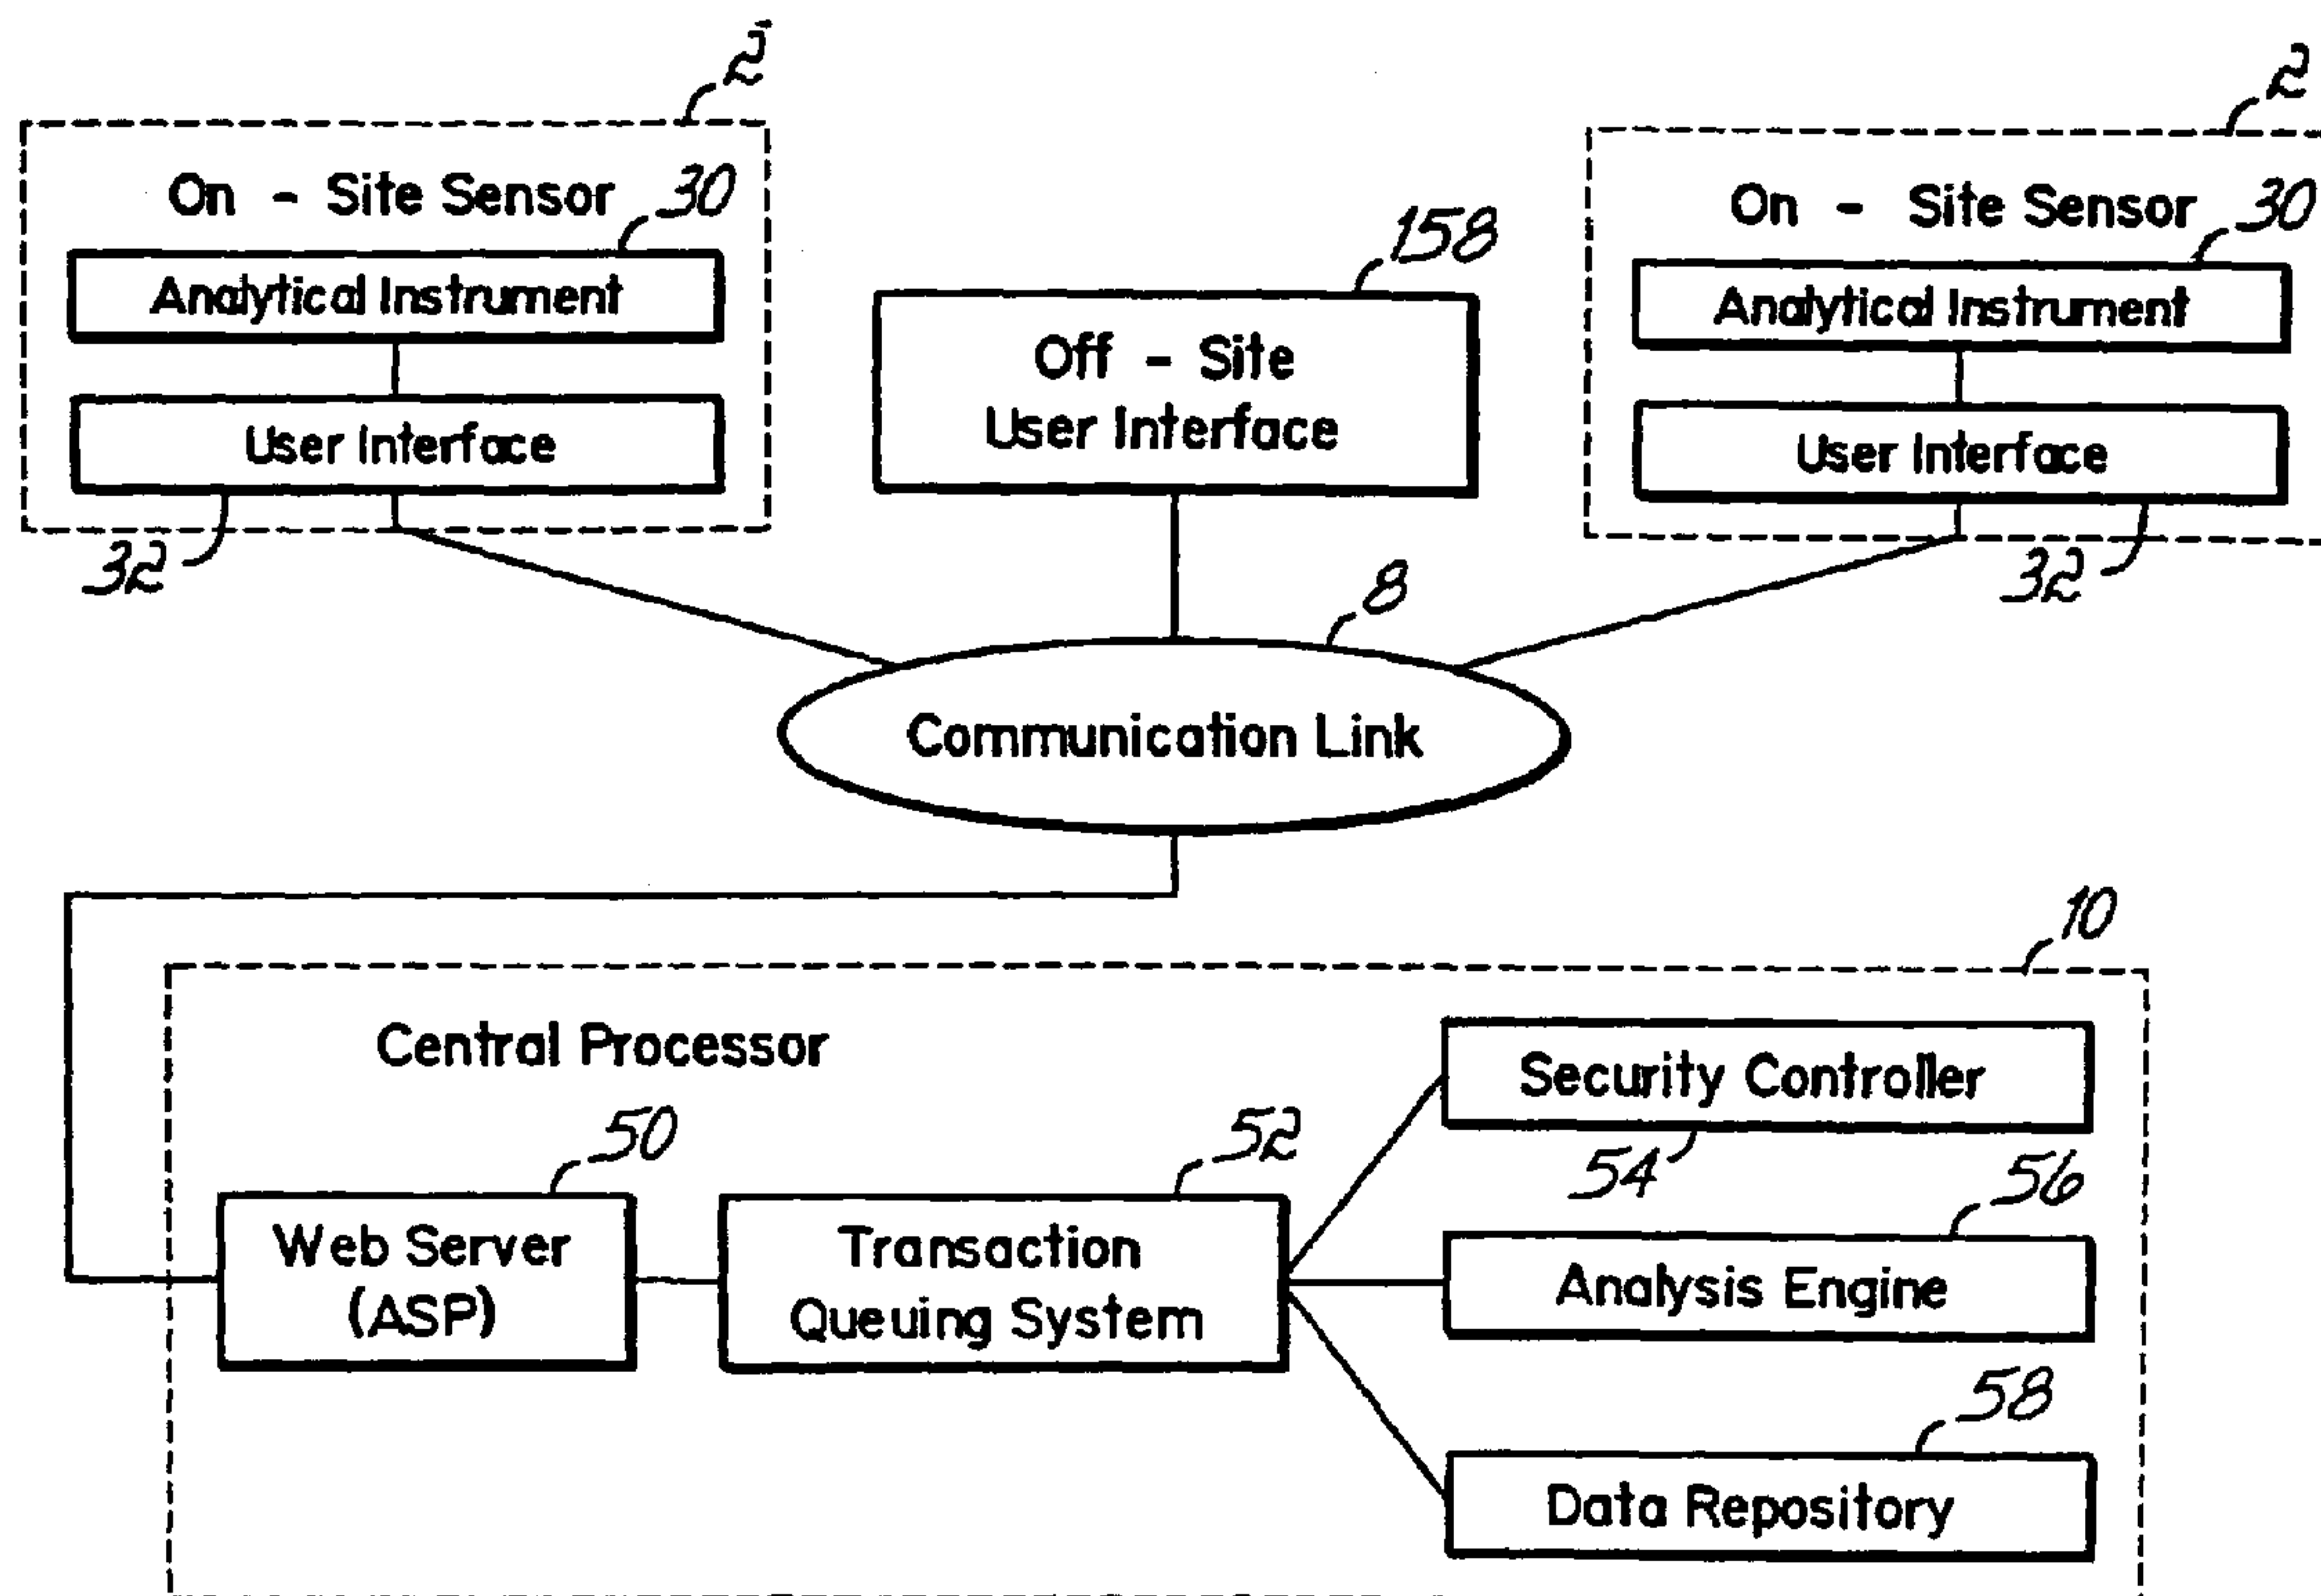 2
On - Site Sensor 30
Analytical Instrument
User Interface
32
158
Off - Site
User Interface
2
On - Site Sensor 30
Analytical Instrument
User Interface
32
8
Communication Link
10
Central Processor
50
Web Server
(ASP)
52
Transaction
Queuing System
Security Controller
54
56
Analysis Engine
58
Data Repository